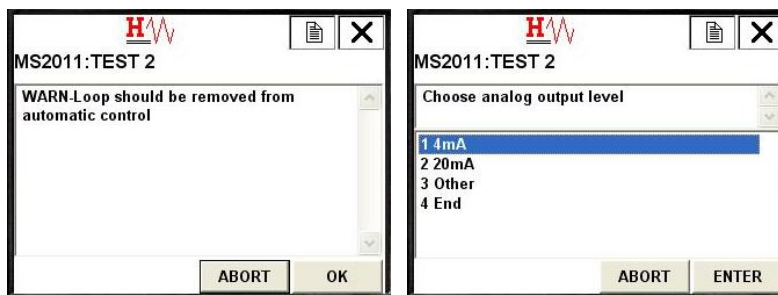 H
MS2011:TEST 2
WARN-Loop should be removed from
automatic control
ABORT OK
H
MS2011:TEST 2
Choose analog output level
1 4mA
2 20mA
3 Other
4 End
ABORT ENTER